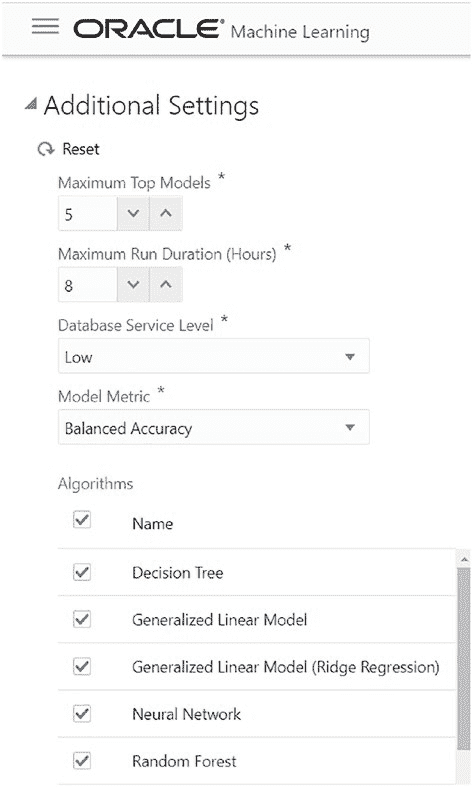 ORACLE® Machine Learning
Additional Settings
Reset
Maximum Top Models *
5
Maximum Run Duration (Hours) *
8
Database Service Level *
Low
Model Metric *
Balanced Accuracy
Algorithms
Name
Decision Tree
Generalized Linear Model
Generalized Linear Model (Ridge Regression)
Neural Network
Random Forest